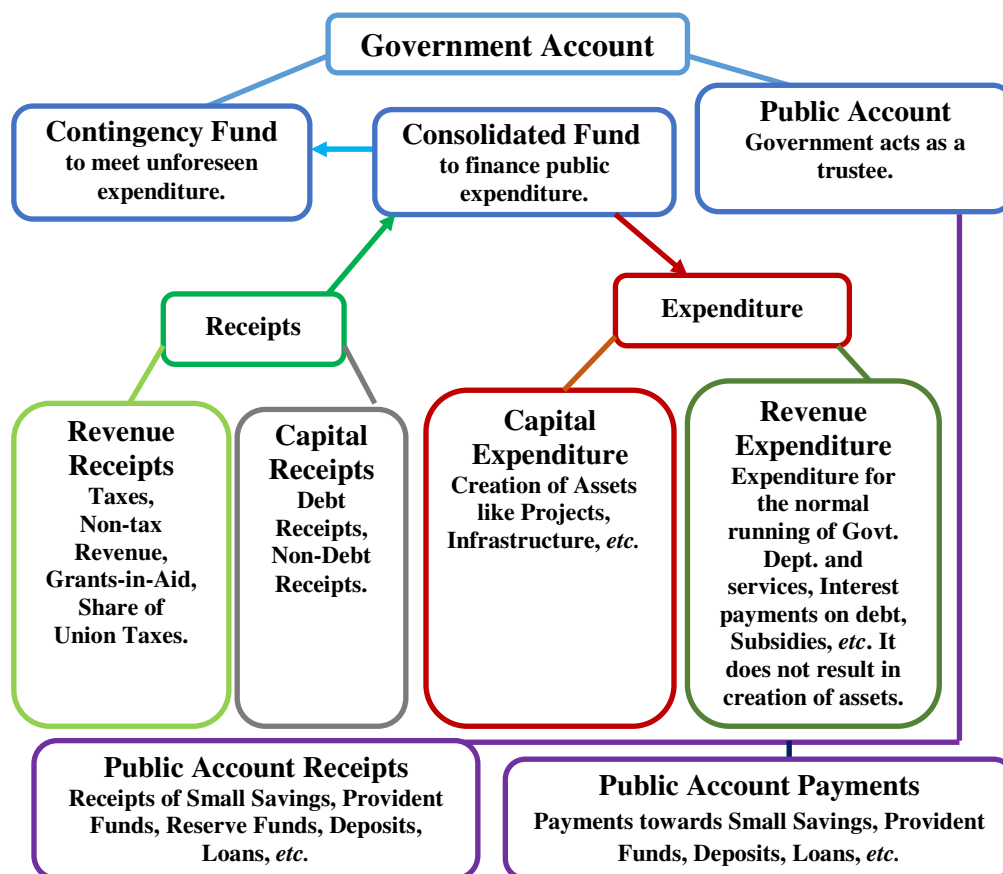 Government Account
Contingency Fund
to meet unforeseen
expenditure.
Consolidated Fund
to finance public
expenditure.
Public Account
Government acts as a
trustee.
Receipts
Expenditure
Revenue
Receipts
Taxes,
Non-tax
Revenue,
Grants-in-Aid,
Share of
Union Taxes.
Capital
Receipts
Debt
Receipts,
Non-Debt
Receipts.
Capital
Expenditure
Creation of Assets
like Projects,
Infrastructure, etc.
Revenue
Expenditure
Expenditure for
the normal
running of Govt.
Dept. and
services, Interest
payments on debt,
Subsidies, etc. It
does not result in
creation of assets.
Public Account Receipts
Receipts of Small Savings, Provident
Funds, Reserve Funds, Deposits,
Loans, etc.
Public Account Payments
Payments towards Small Savings, Provident
Funds, Deposits, Loans, etc.